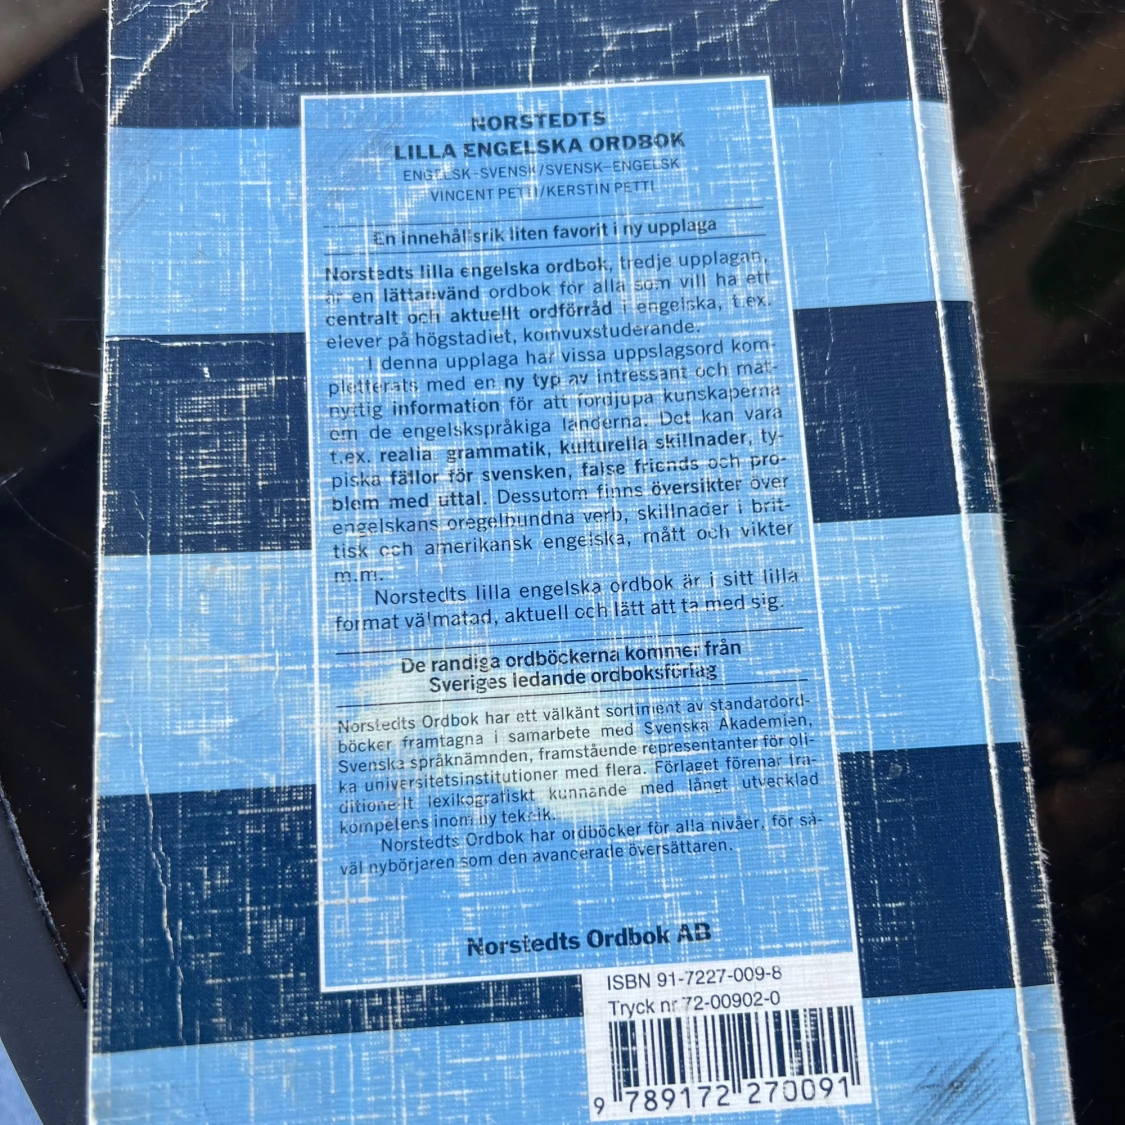 NORSTEDTS
LILLA ENGELSKA ORDBOK
ENGELSK-SVENSK/SVENSK-ENGELSK
VINCENT PETTI/KERSTIN PETTI
En innehållsrik liten favorit i ny upplaga
Norstedts lilla engelska ordbok, tredje upplagan,
är en lättanvänd ordbok för alla som vill ha ett
centralt och aktuellt ordförråd i engelska, t.ex.
elever på högstadiet, komvuxstuderande.
I denna upplaga har vissa uppslagsord kom-
pletterats med en ny typ av intressant och mat-
nyttig information för att fördjupa kunskaperna
om de engelskspråkiga länderna. Det kan vara
t.ex. realia grammatik, kulturella skillnader, ty-
piska fällor för svensken, false friends och pro-
blem med uttal. Dessutom finns översikter över
engelskans oregelbundna verb, skillnader i brit-
tisk och amerikansk engelska, mått och vikter
m.m.
Norstedts lilla engelska ordbok är i sitt lilla
format välmatad, aktuell och lätt att ta med sig.
De randiga ordböckerna kommer från
Sveriges ledande ordboksförlag
Norstedts Ordbok har ett välkänt sortiment av standardord-
böcker framtagna i samarbete med Svenska Akademien,
Svenska språknämnden, framstående representanter för oli-
ka universitetsinstitutioner med flera. Förlaget förenar tra-
ditionellt lexikografiskt kunnande med långt utvecklad
kompetens inom ny teknik.
Norstedts Ordbok har ordböcker för alla nivåer, för så-
väl nybörjaren som den avancerade översättaren.
Norstedts Ordbok AB
ISBN 91-7227-009-8
Tryck nr 72-00902-0
9 789172 270091